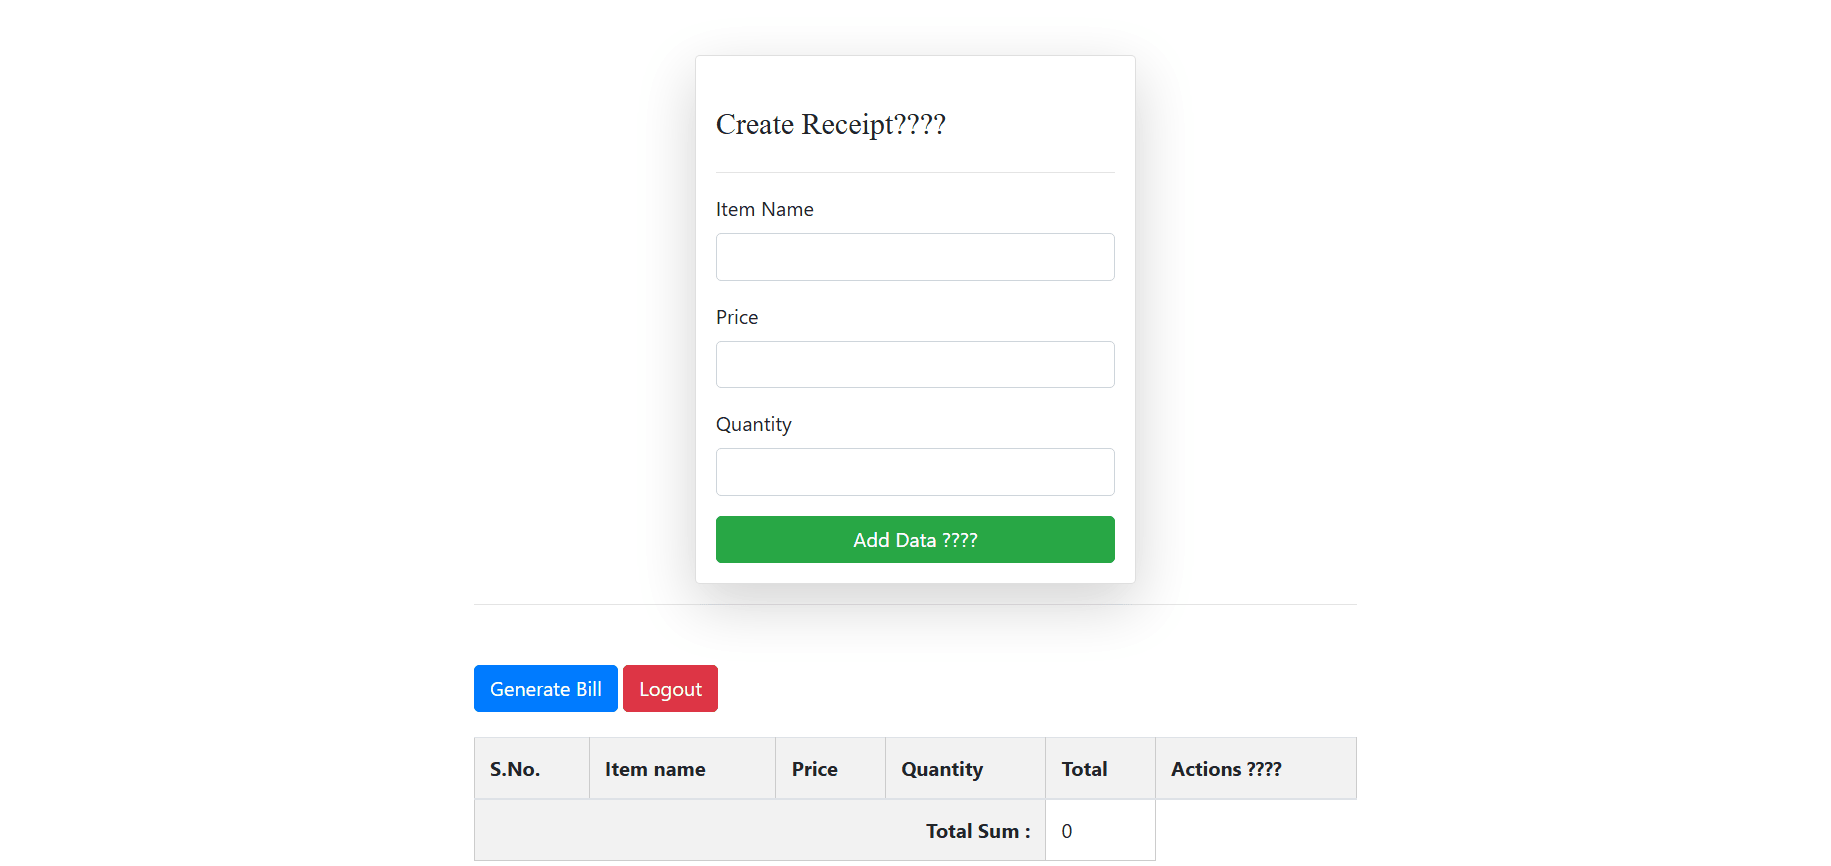 Create Receipt????
Item Name
Price
Quantity
Add Data ????
Generate Bill Logout
S.No. Item name Price Quantity Total Actions ????
Total Sum : 0